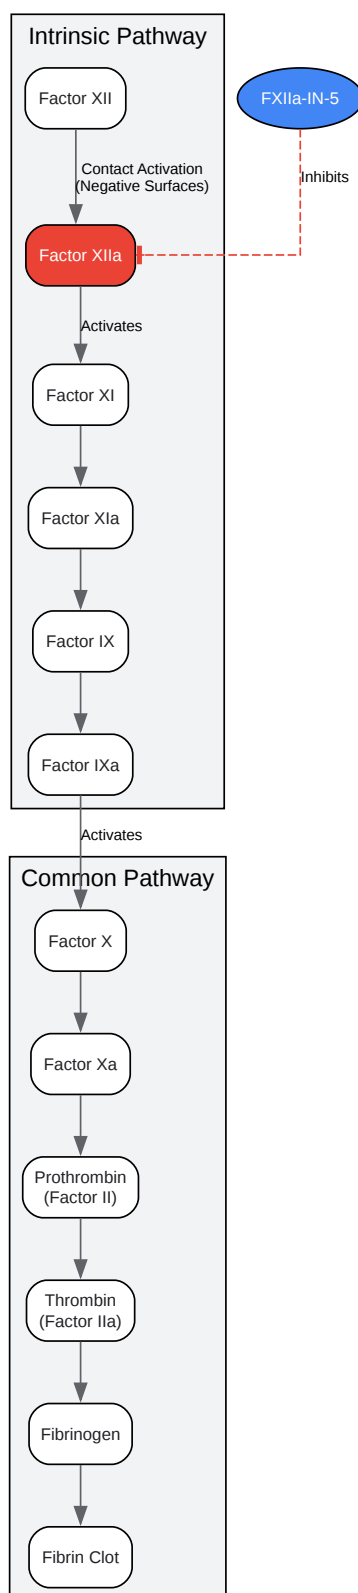 Intrinsic Pathway
Factor XII
FXIIa-IN-5
Contact Activation
(Negative Surfaces)
Inhibits
Factor XIIa
Activates
Factor XI
Factor XIa
Factor IX
Factor IXa
Activates
Common Pathway
Factor X
Factor Xa
Prothrombin
(Factor II)
Thrombin
(Factor IIa)
Fibrinogen
Fibrin Clot